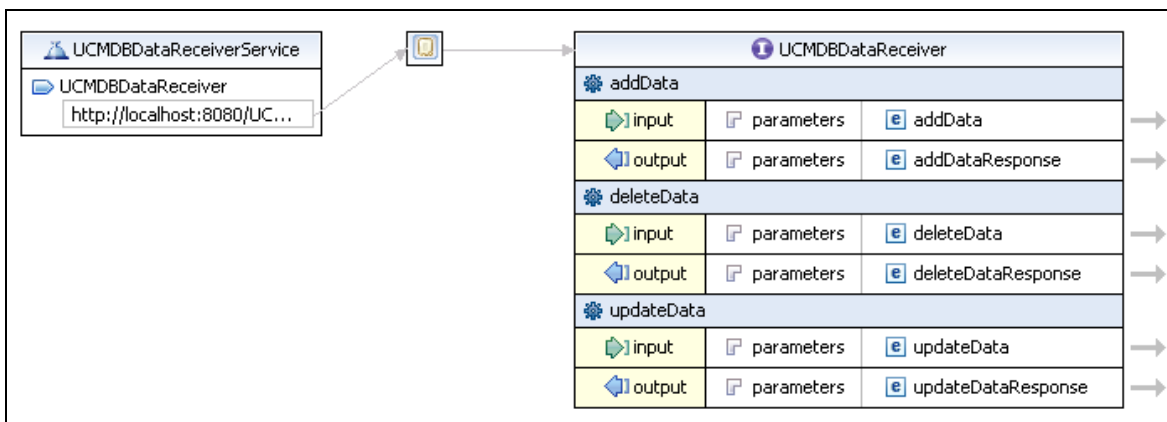 UCMDBDataReceiverService
UCMDBDataReceiver
http://localhost:8080/UC...
UCMDBDataReceiver
addData
input parameters e addData
output parameters e addDataResponse
deleteData
input parameters e deleteData
output parameters e deleteDataResponse
updateData
input parameters e updateData
output parameters e updateDataResponse